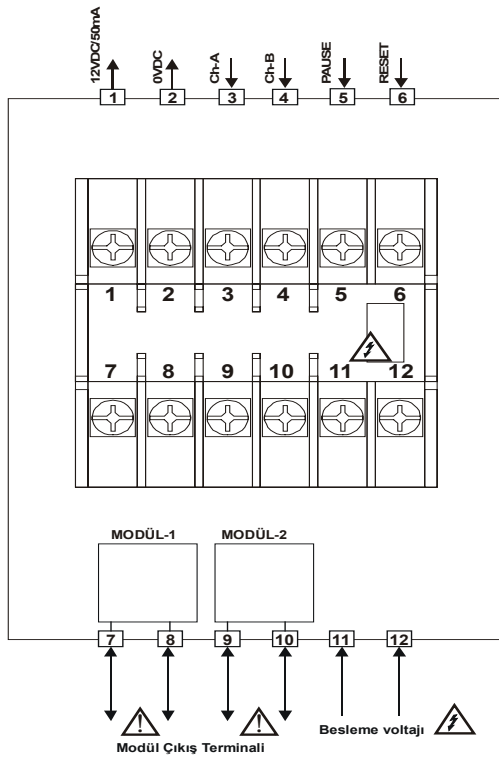 12VDC/50mA
0VDC
Ch-A
Ch-B
PAUSE
RESET
1 2 3 4 5 6
1 2 3 4 5 6
7 8 9 10 11 12
MODÜL-1 MODÜL-2
7 8 9 10 11 12
Besleme voltajı
Modül Çıkış Terminali